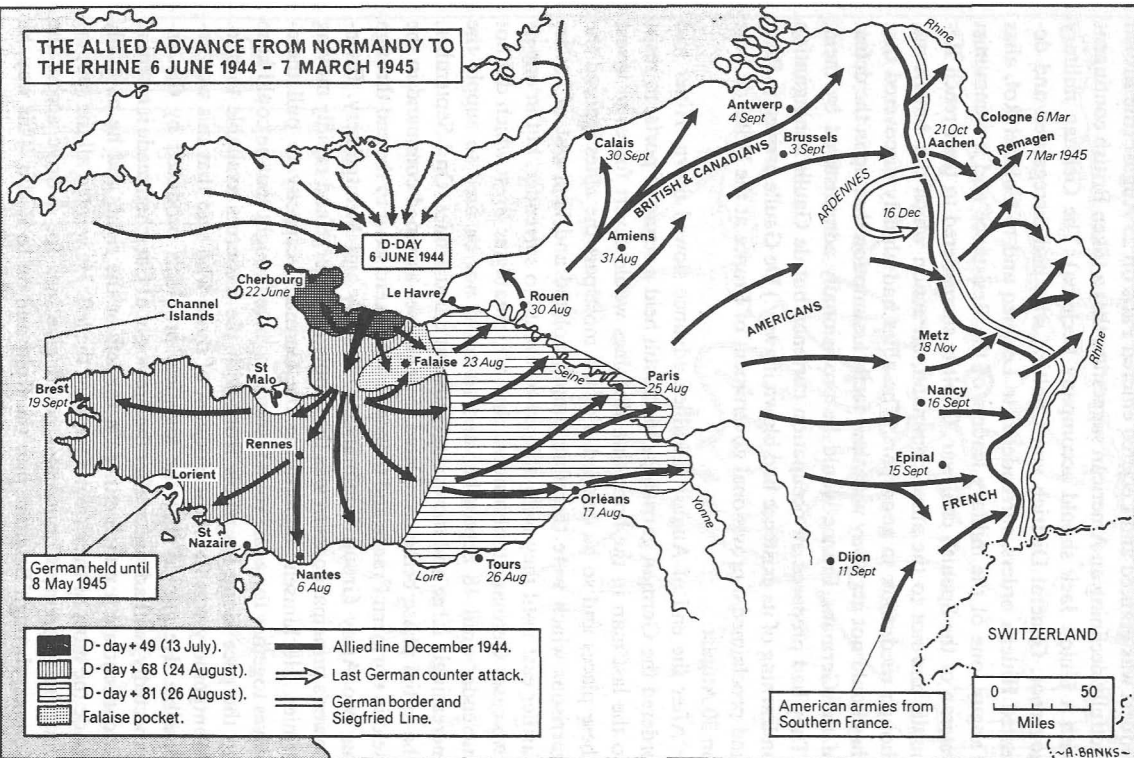 THE ALLIED ADVANCE FROM NORMANDY TO
THE RHINE 6 JUNE 1944 – 7 MARCH 1945
Rhine
Antwerp
4 Sept
Calais
30 Sept
Brussels
3 Sept
Cologne 6 Mar
21 Oct
Aachen
Remagen
7 Mar 1945
BRITISH & CANADIANS
ARDENNES
16 Dec
D-DAY
6 JUNE 1944
Amiens
31 Aug
Cherbourg
22 June
Le Havre
Rouen
30 Aug
Channel
Islands
AMERICANS
Metz
18 Nov
Rhine
Falaise
23 Aug
Seine
Paris
25 Aug
Nancy
16 Sept
Brest
19 Sept
St
Malo
Rennes
Lorient
Epinal
15 Sept
FRENCH
Orléans
17 Aug
Yonne
St
Nazaire
German held until
8 May 1945
Nantes
6 Aug
Loire
Tours
26 Aug
Dijon
11 Sept
SWITZERLAND
D-day + 49 (13 July).
D-day + 68 (24 August).
D-day + 81 (26 August).
Falaise pocket.
Allied line December 1944.
Last German counter attack.
German border and
Siegfried Line.
American armies from
Southern France.
0 50
Miles
A. BANKS